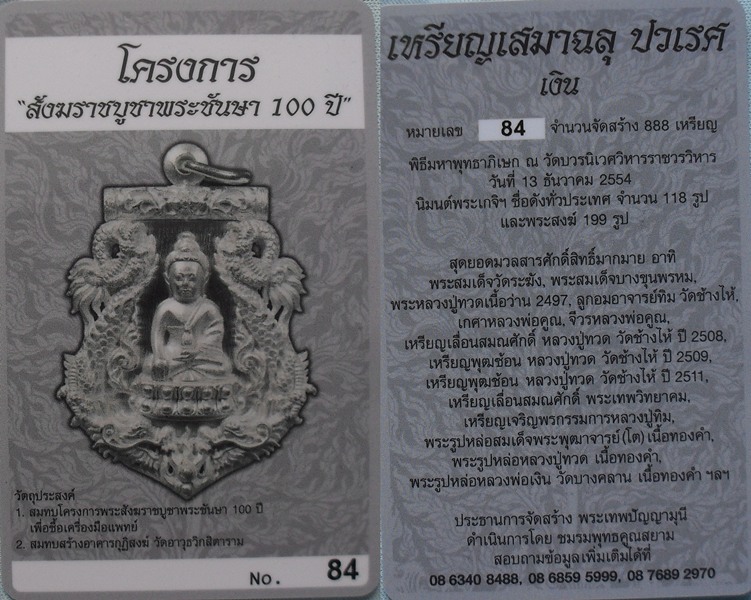 โครงการ
“สังฆราชบูชาพระชันษา 100 ปี”
วัตถุประสงค์
1. สมทบโครงการพระสังฆราชบูชาพระชันษา 100 ปี
เพื่อซื้อเครื่องมือแพทย์
2. สมทบสร้างอาคารกุฏิสงฆ์ วัดอาวุธวิกสิตาราม
No. 84
เหรียญเสมาฉลุ ปวเรศ
เงิน
หมายเลข 84 จำนวนจัดสร้าง 888 เหรียญ
พิธีมหาพุทธาภิเษก ณ วัดบวรนิเวศวิหารราชวรวิหาร
วันที่ 13 ธันวาคม 2554
นิมนต์พระเกจิฯ ชื่อดังทั่วประเทศ จำนวน 118 รูป
และพระสงฆ์ 199 รูป
สุดยอดมวลสารศักดิ์สิทธิ์มากมาย อาทิ
พระสมเด็จวัดระฆัง, พระสมเด็จบางขุนพรหม,
พระหลวงปู่ทวดเนื้อว่าน 2497, ลูกอมอาจารย์ทิม วัดช้างไห้,
เกศาหลวงพ่อคูณ, จีวรหลวงพ่อคูณ,
เหรียญเลื่อนสมณศักดิ์ หลวงปู่ทวด วัดช้างไห้ ปี 2508,
เหรียญพุฒซ้อน หลวงปู่ทวด วัดช้างไห้ ปี 2509,
เหรียญพุฒซ้อน หลวงปู่ทวด วัดช้างไห้ ปี 2511,
เหรียญเลื่อนสมณศักดิ์ พระเทพวิทยาคม,
เหรียญเจริญพรกรรมการหลวงปู่ทิม,
พระรูปหล่อสมเด็จพระพุฒาจารย์ (โต) เนื้อทองคำ,
พระรูปหล่อหลวงปู่ทวด เนื้อทองคำ,
พระรูปหล่อหลวงพ่อเงิน วัดบางคลาน เนื้อทองคำ ฯลฯ
ประธานการจัดสร้าง พระเทพปัญญามุนี
ดำเนินการโดย ชมรมพุทธคูณสยาม
สอบถามข้อมูลเพิ่มเติมได้ที่
08 6340 8488, 08 6859 5999, 08 7689 2970